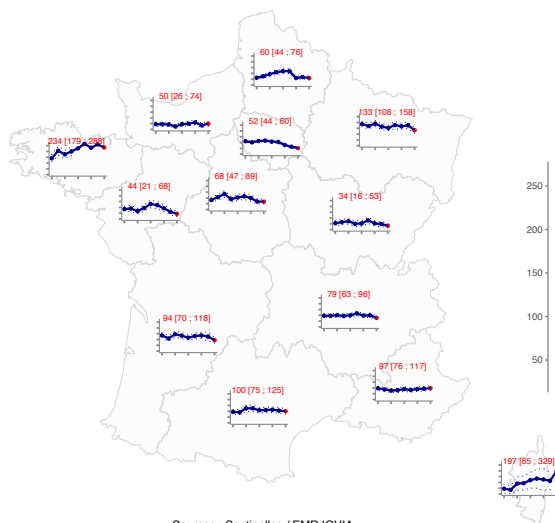 60 [44 ; 76]
50 [26 ; 74]
133 [108 ; 158]
52 [44 ; 60]
234 [179 ; 288]
68 [47 ; 89]
44 [21 ; 68]
34 [16 ; 53]
250
200
150
100
50
79 [63 ; 96]
94 [70 ; 118]
97 [76 ; 117]
100 [75 ; 125]
197 [65 ; 329]